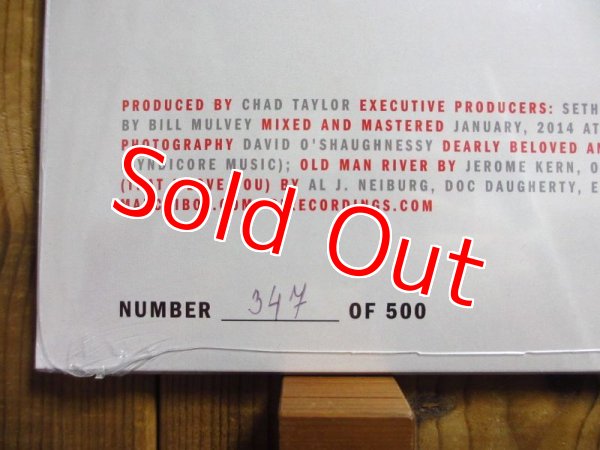 PRODUCED BY CHAD TAYLOR EXECUTIVE PRODUCERS: SETH
BY BILL MULVEY MIXED AND MASTERED JANUARY, 2014 AT
PHOTOGRAPHY DAVID O'SHAUGHNESSY DEARLY BELOVED AN
MUSIC); OLD MAN RIVER BY JEROME KERN, O
YOU) BY AL J. NEIBURG, DOC DAUGHERTY, E
Sold Out
NUMBER 347 OF 500